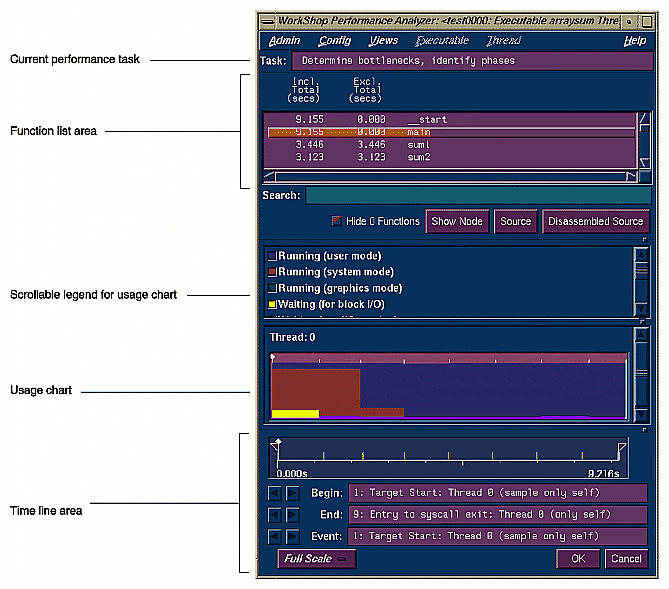 WorkShop Performance Analyzer: <test0000: Executable arraysum Thre
Admin Config Views Executable Thread Help
Current performance task
Task: Determine bottlenecks, identify phases
Incl. Excl.
Total Total
(secs) (secs)
Function list area
9.155 0.000 __start
9.155 0.003 main
3.446 3.446 sum1
3.123 3.123 sum2
Search:
Hide 0 Functions Show Node Source Disassembled Source
Running (user mode)
Running (system mode)
Running (graphics mode)
Scrollable legend for usage chart
Waiting (for block I/O)
Thread: 0
Usage chart
0.000s 9.216s
Begin: 1: Target Start: Thread 0 (sample only self)
Time line area
End: 9: Entry to syscall exit: Thread 0 (only self)
Event: 1: Target Start: Thread 0 (sample only self)
Full Scale OK Cancel